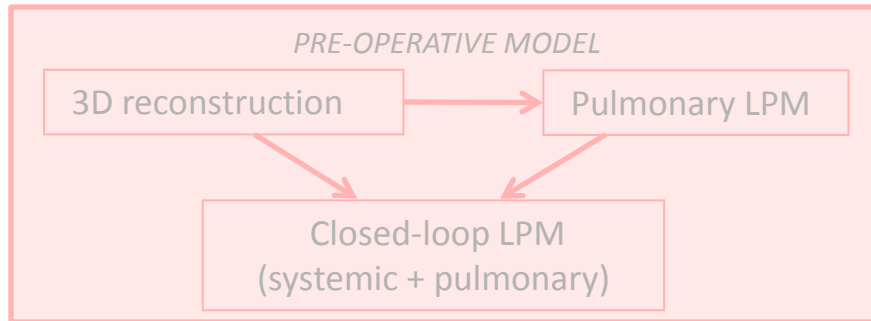 PRE-OPERATIVE MODEL
3D reconstruction
Pulmonary LPM
Closed-loop LPM
(systemic + pulmonary)